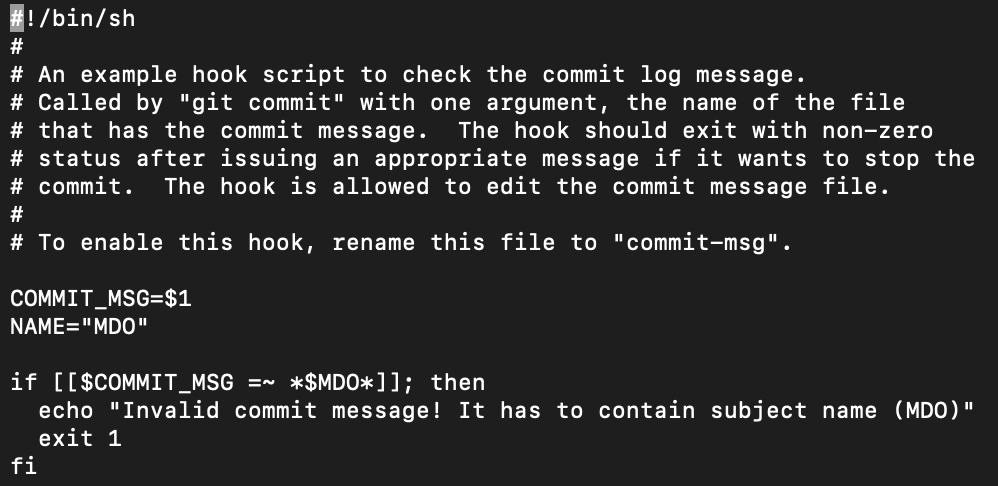 #!/bin/sh
#
# An example hook script to check the commit log message.
# Called by "git commit" with one argument, the name of the file
# that has the commit message.  The hook should exit with non-zero
# status after issuing an appropriate message if it wants to stop the
# commit.  The hook is allowed to edit the commit message file.
#
# To enable this hook, rename this file to "commit-msg".

COMMIT_MSG=$1
NAME="MDO"

if [[$COMMIT_MSG =~ *$MDO*]]; then
  echo "Invalid commit message! It has to contain subject name (MDO)"
  exit 1
fi